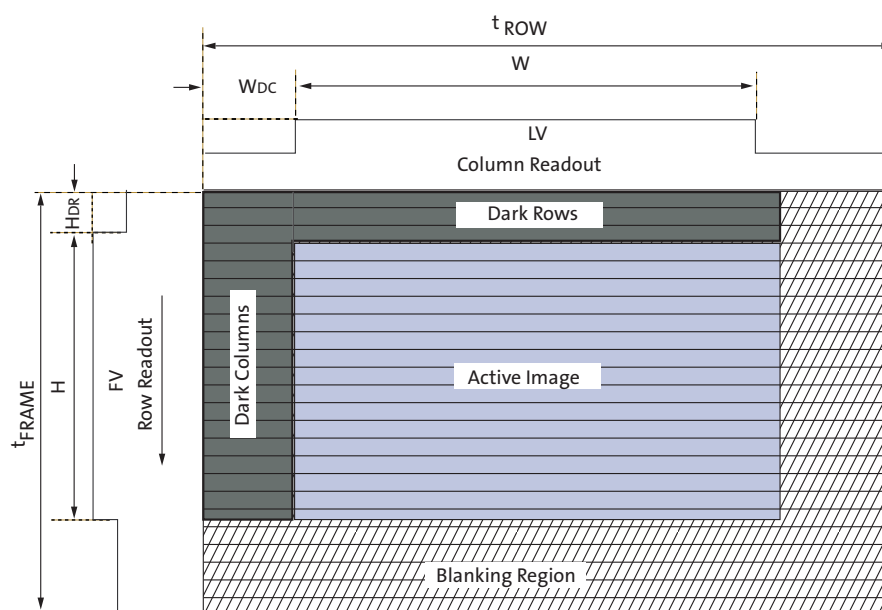 t ROW
W
WDC
LV
Column Readout
HDR
Dark Rows
tFRAME
H
FV
Row Readout
Dark Columns
Active Image
Blanking Region